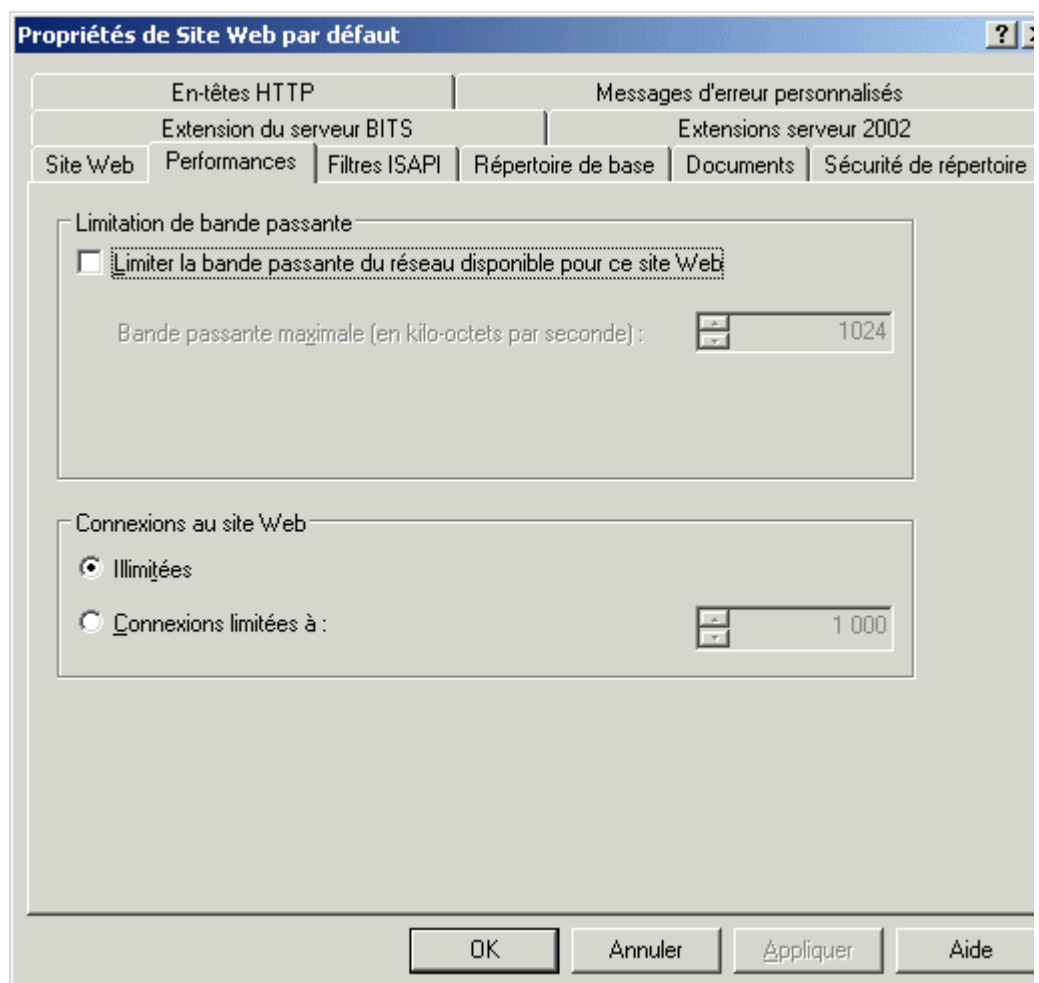 Propriétés de Site Web par défaut
En-têtes HTTP Messages d'erreur personnalisés
Extension du serveur BITS Extensions serveur 2002
Site Web Performances Filtres ISAPI Répertoire de base Documents Sécurité de répertoire
Limitation de bande passante
Limiter la bande passante du réseau disponible pour ce site Web
Bande passante maximale (en kilo-octets par seconde) : 1024
Connexions au site Web
Illimitées
Connexions limitées à : 1 000
OK Annuler Appliquer Aide